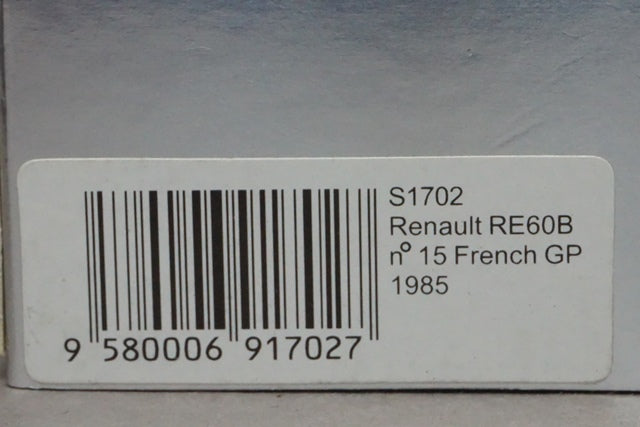 S1702
Renault RE60B
nº 15 French GP
1985
9 580006 917027